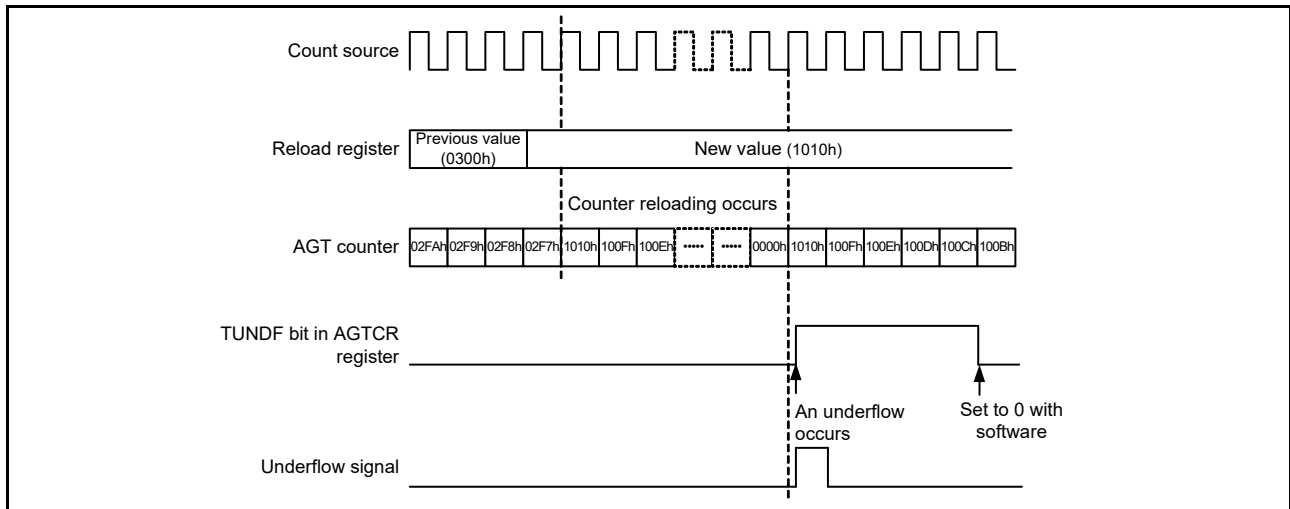 Count source
Reload register
Previous value
(0300h)
New value (1010h)
Counter reloading occurs
AGT counter
02FAh 02F9h 02F8h 02F7h 1010h 100Fh 100Eh ····· ····· 0000h 1010h 100Fh 100Eh 100Dh 100Ch 100Bh
TUNDF bit in AGTCR
register
An underflow
occurs
Set to 0 with
software
Underflow signal